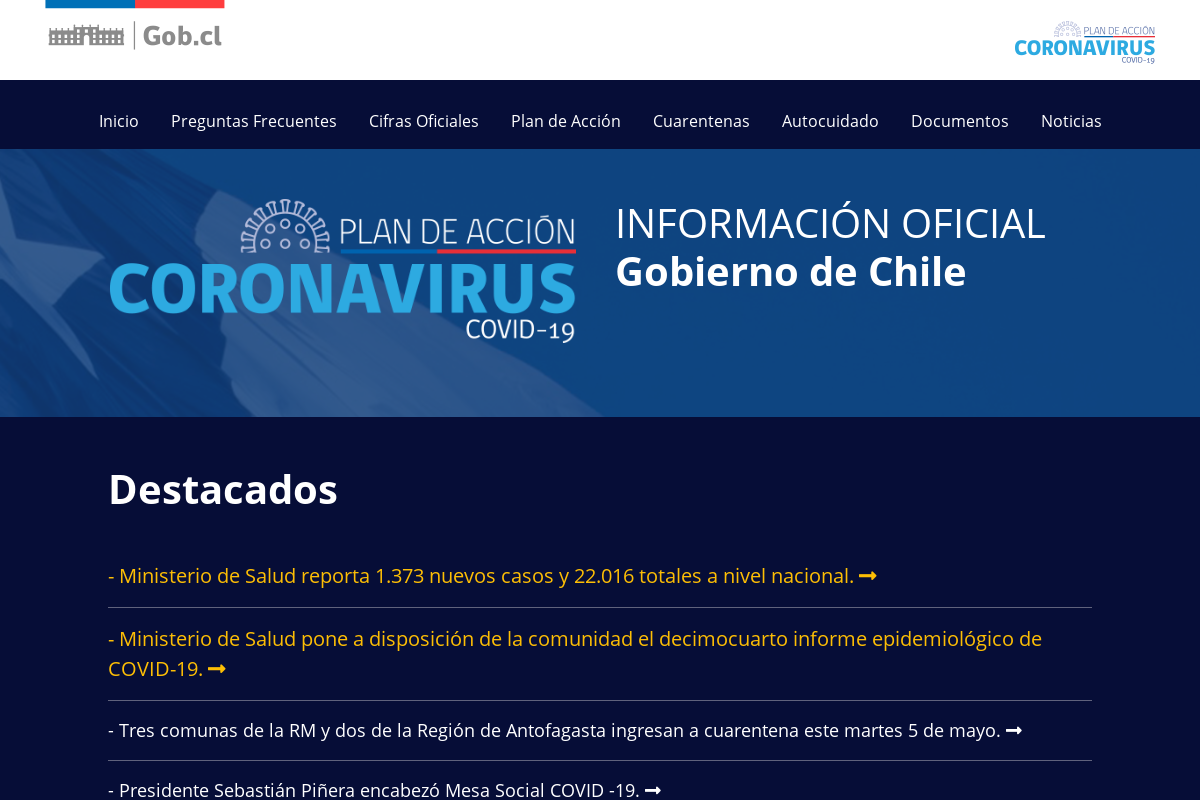 Gob.cl
PLAN DE ACCIÓN
CORONAVIRUS
COVID-19
Inicio Preguntas Frecuentes Cifras Oficiales Plan de Acción Cuarentenas Autocuidado Documentos Noticias
PLAN DE ACCIÓN
CORONAVIRUS
COVID-19
INFORMACIÓN OFICIAL
Gobierno de Chile
Destacados
- Ministerio de Salud reporta 1.373 nuevos casos y 22.016 totales a nivel nacional.
- Ministerio de Salud pone a disposición de la comunidad el decimocuarto informe epidemiológico de
COVID-19.
- Tres comunas de la RM y dos de la Región de Antofagasta ingresan a cuarentena este martes 5 de mayo.
- Presidente Sebastián Piñera encabezó Mesa Social COVID -19.